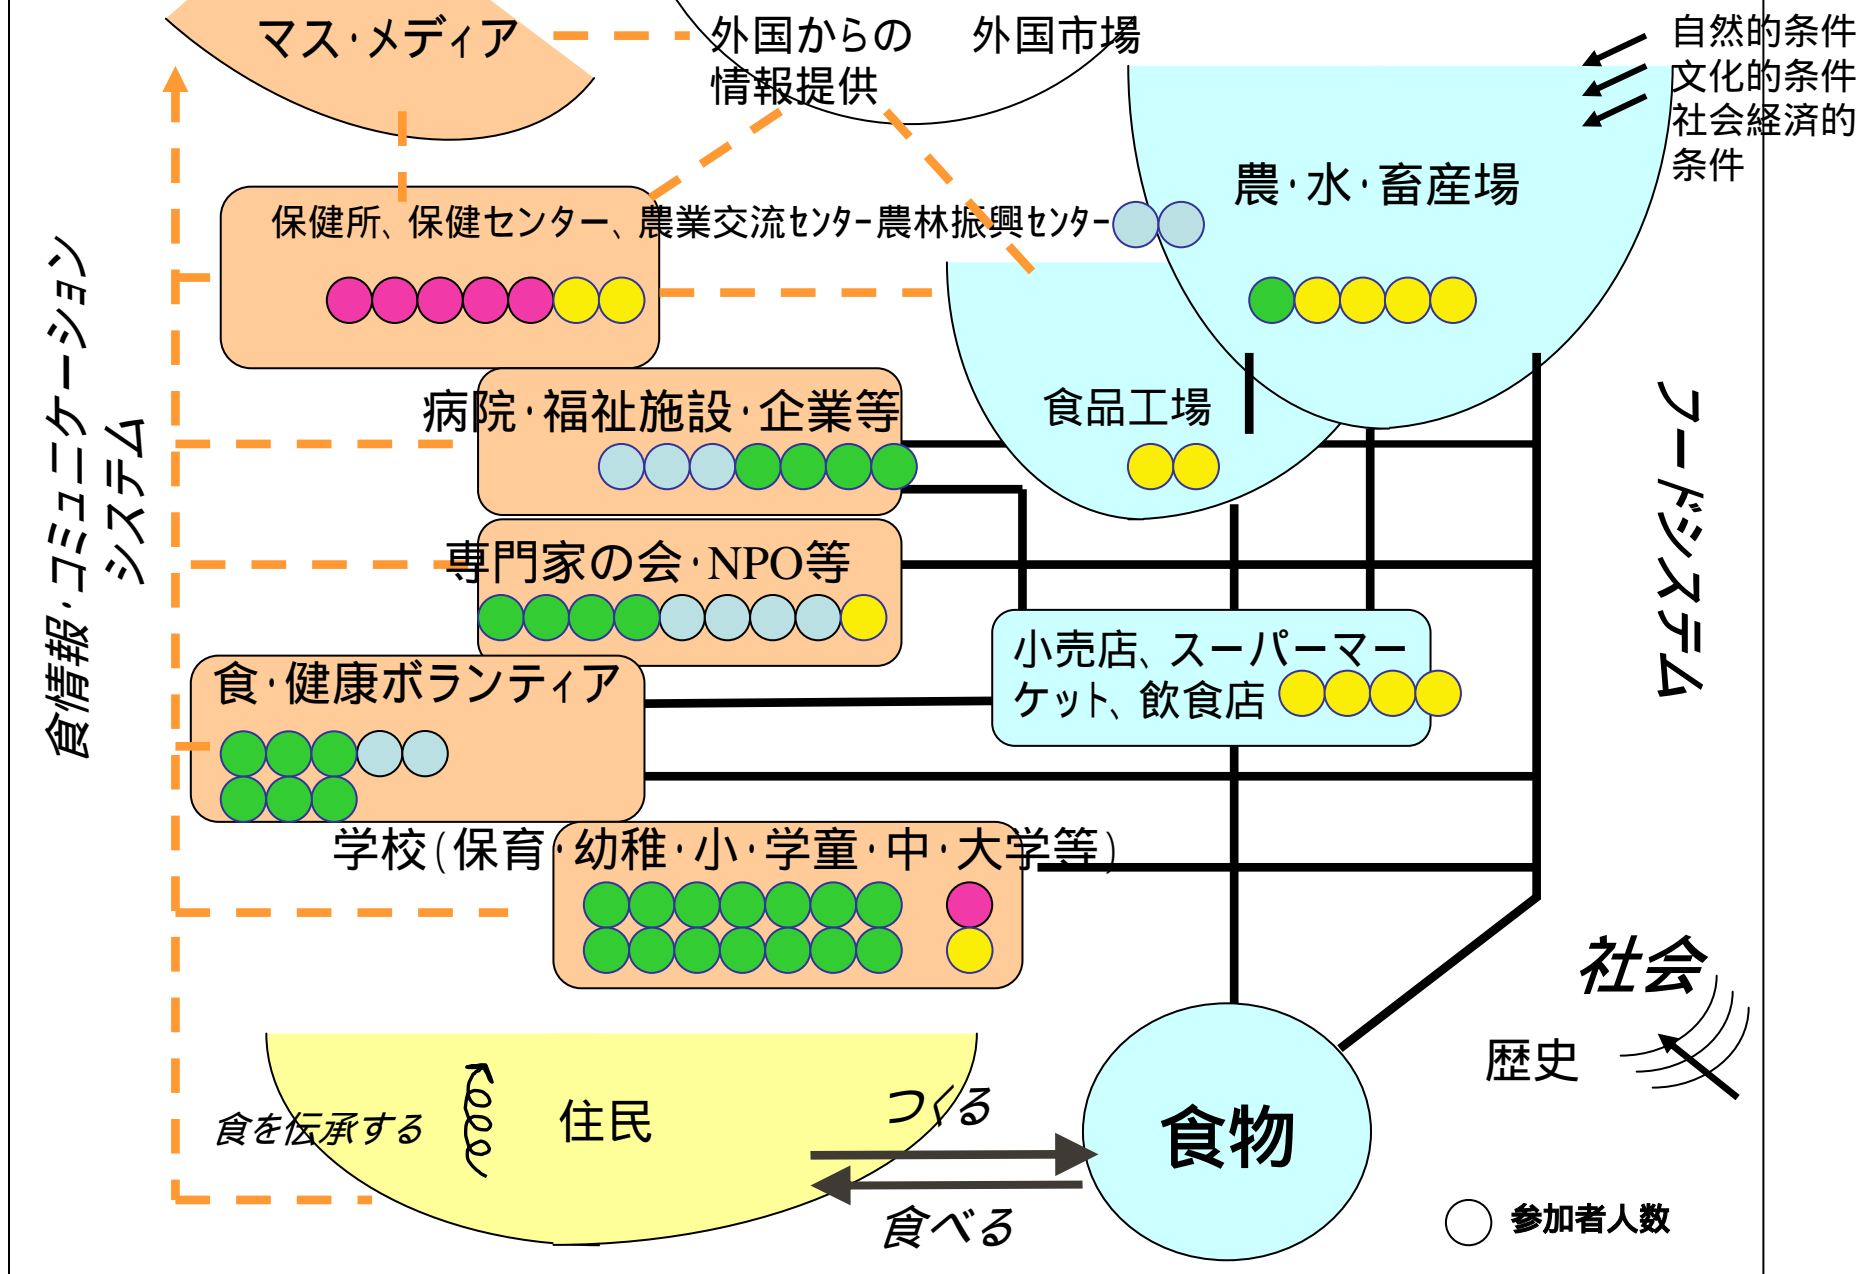 マス・メディア
外国からの
情報提供
外国市場
自然的条件
文化的条件
社会経済的
条件
農・水・畜産場
保健所、保健センター、農業交流センター農林振興センター
食情報・コミュニケーション
システム
病院・福祉施設・企業等
食品工場
フードシステム
専門家の会・NPO等
小売店、スーパーマー
ケット、飲食店
食・健康ボランティア
学校(保育・幼稚・小・学童・中・大学等)
社会
歴史
食を伝承する
住民
つくる
食べる
食物
参加者人数